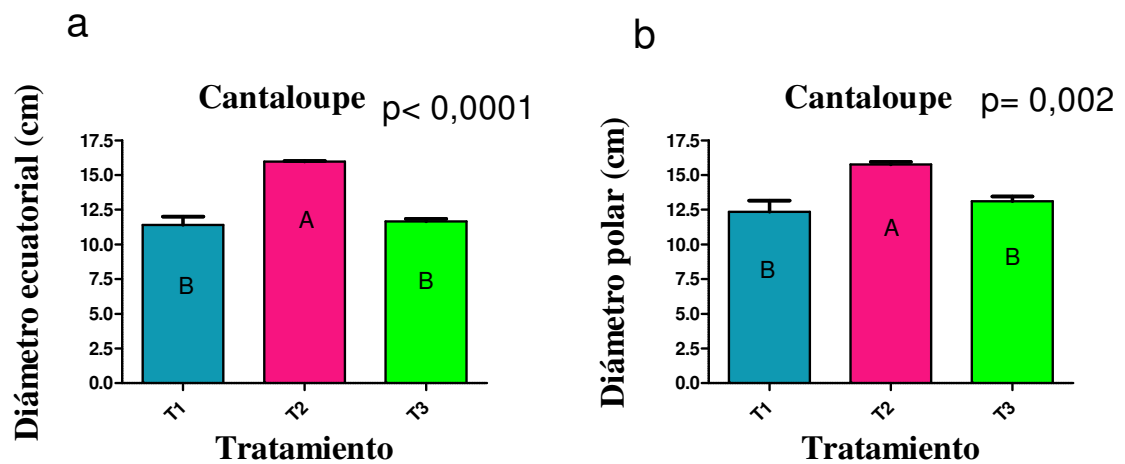 a
Cantaloupe
p< 0,0001
Diámetro ecuatorial (cm)
17.5
15.0
12.5
10.0
7.5
5.0
2.5
0.0
B
A
B
T1
T2
T3
Tratamiento
b
Cantaloupe
p= 0,002
Diámetro polar (cm)
17.5
15.0
12.5
10.0
7.5
5.0
2.5
0.0
B
A
B
T1
T2
T3
Tratamiento